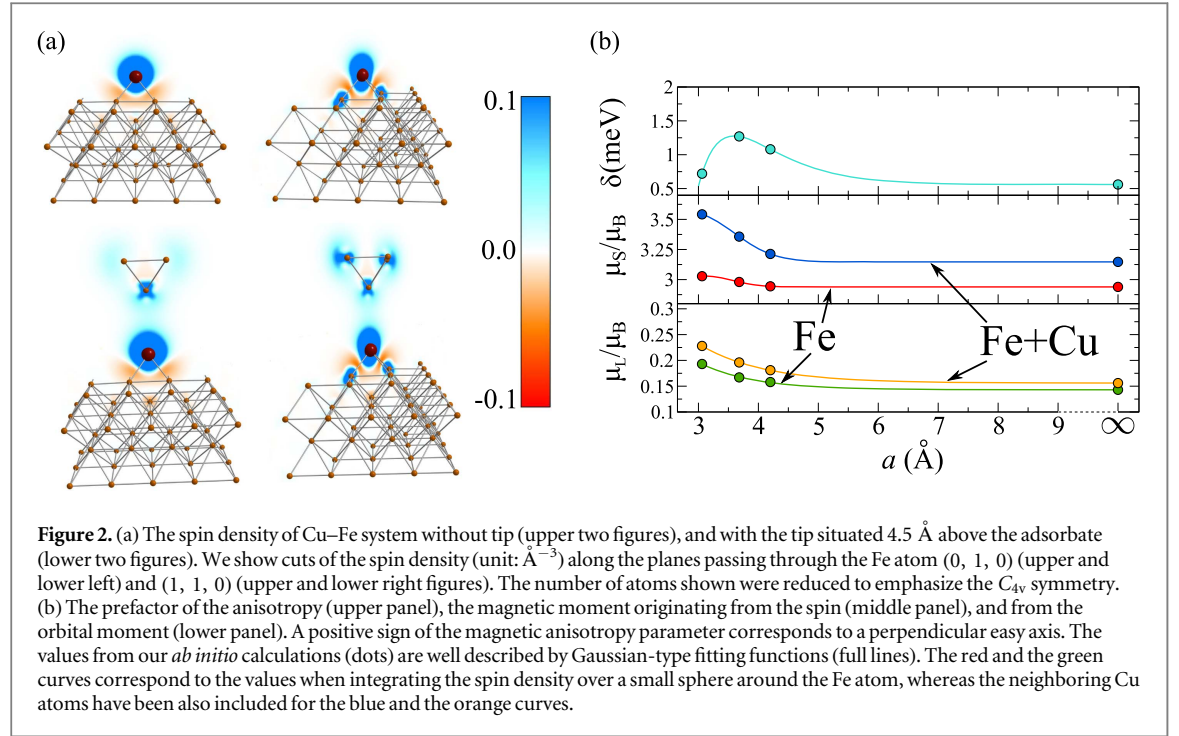 (a)
0.1
0.0
-0.1
(b)
δ(meV)
2
1.5
1
0.5
μS/μB
3.5
3.25
3
μL/μB
0.3
0.25
0.2
0.15
0.1
Fe
Fe+Cu
3 4 5 6 7 8 9 ∞
a (Å)
Figure 2. (a) The spin density of Cu–Fe system without tip (upper two figures), and with the tip situated 4.5 Å above the adsorbate
(lower two figures). We show cuts of the spin density (unit: Å−3) along the planes passing through the Fe atom (0, 1, 0) (upper and
lower left) and (1, 1, 0) (upper and lower right figures). The number of atoms shown were reduced to emphasize the C4v symmetry.
(b) The prefactor of the anisotropy (upper panel), the magnetic moment originating from the spin (middle panel), and from the
orbital moment (lower panel). A positive sign of the magnetic anisotropy parameter corresponds to a perpendicular easy axis. The
values from our ab initio calculations (dots) are well described by Gaussian-type fitting functions (full lines). The red and the green
curves correspond to the values when integrating the spin density over a small sphere around the Fe atom, whereas the neighboring Cu
atoms have been also included for the blue and the orange curves.